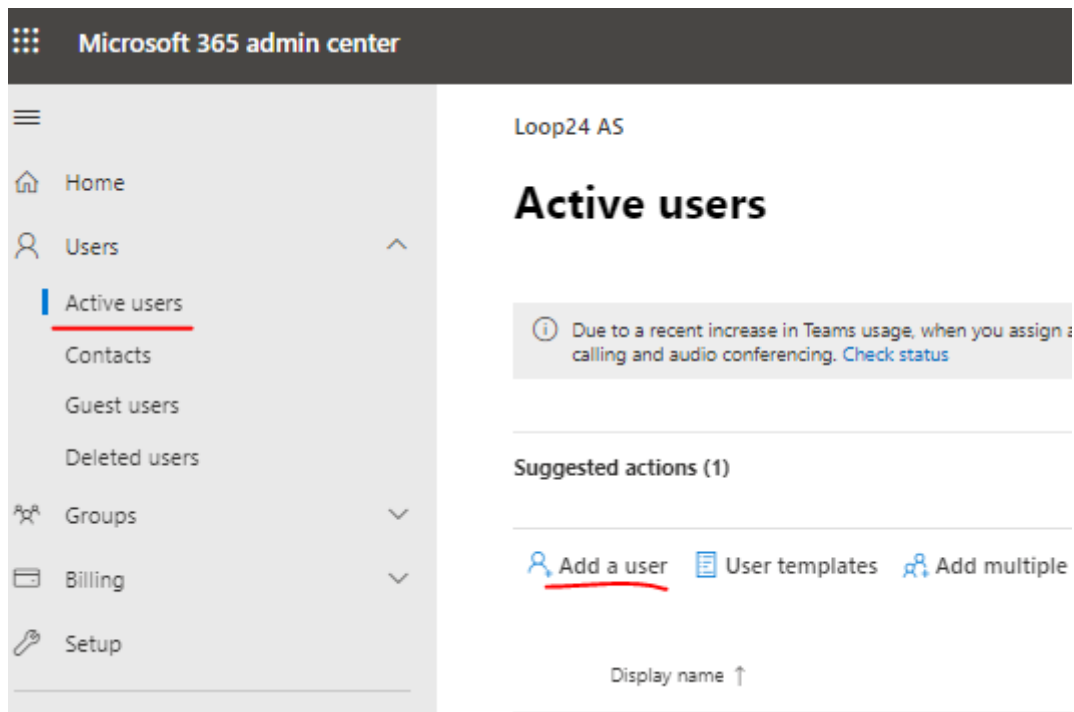 Microsoft 365 admin center
Home
Users
Active users
Contacts
Guest users
Deleted users
Groups
Billing
Setup
Loop24 AS
Active users
Due to a recent increase in Teams usage, when you assign a
calling and audio conferencing. Check status
Suggested actions (1)
Add a user User templates Add multiple
Display name ↑